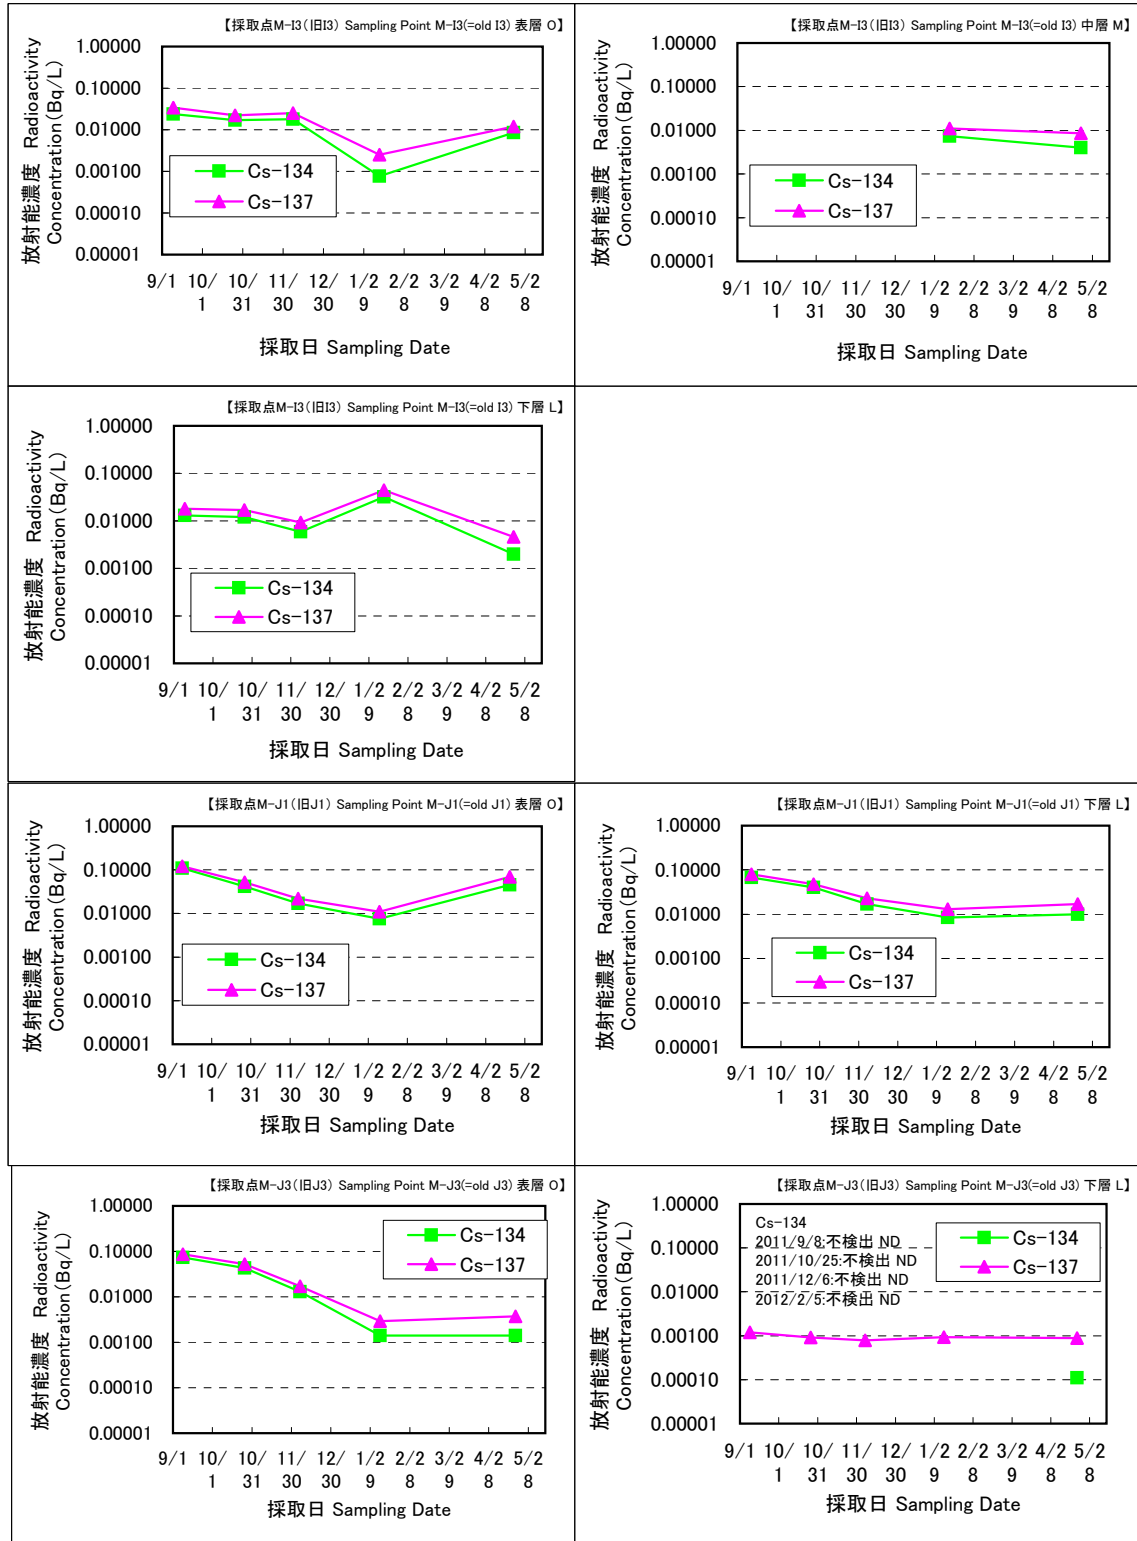 【採取点M-I3(旧I3) Sampling Point M-I3(=old I3) 表層 O】
放射能濃度 Radioactivity
Concentration(Bq/L)
1.00000
0.10000
0.01000
0.00100
0.00010
0.00001
Cs-134
Cs-137
9/1 10/1 10/31 11/30 12/30 1/29 2/28 3/29 4/28 5/28
採取日 Sampling Date
【採取点M-I3(旧I3) Sampling Point M-I3(=old I3) 中層 M】
放射能濃度 Radioactivity
Concentration(Bq/L)
1.00000
0.10000
0.01000
0.00100
0.00010
0.00001
Cs-134
Cs-137
9/1 10/1 10/31 11/30 12/30 1/29 2/28 3/29 4/28 5/28
採取日 Sampling Date
【採取点M-I3(旧I3) Sampling Point M-I3(=old I3) 下層 L】
放射能濃度 Radioactivity
Concentration(Bq/L)
1.00000
0.10000
0.01000
0.00100
0.00010
0.00001
Cs-134
Cs-137
9/1 10/1 10/31 11/30 12/30 1/29 2/28 3/29 4/28 5/28
採取日 Sampling Date
【採取点M-J1(旧J1) Sampling Point M-J1(=old J1) 表層 O】
放射能濃度 Radioactivity
Concentration(Bq/L)
1.00000
0.10000
0.01000
0.00100
0.00010
0.00001
Cs-134
Cs-137
9/1 10/1 10/31 11/30 12/30 1/29 2/28 3/29 4/28 5/28
採取日 Sampling Date
【採取点M-J1(旧J1) Sampling Point M-J1(=old J1) 下層 L】
放射能濃度 Radioactivity
Concentration(Bq/L)
1.00000
0.10000
0.01000
0.00100
0.00010
0.00001
Cs-134
Cs-137
9/1 10/1 10/31 11/30 12/30 1/29 2/28 3/29 4/28 5/28
採取日 Sampling Date
【採取点M-J3(旧J3) Sampling Point M-J3(=old J3) 表層 O】
放射能濃度 Radioactivity
Concentration(Bq/L)
1.00000
0.10000
0.01000
0.00100
0.00010
0.00001
Cs-134
Cs-137
9/1 10/1 10/31 11/30 12/30 1/29 2/28 3/29 4/28 5/28
採取日 Sampling Date
【採取点M-J3(旧J3) Sampling Point M-J3(=old J3) 下層 L】
放射能濃度 Radioactivity
Concentration(Bq/L)
1.00000
0.10000
0.01000
0.00100
0.00010
0.00001
Cs-134
2011/9/8:不検出 ND
2011/10/25:不検出 ND
2011/12/6:不検出 ND
2012/2/5:不検出 ND
Cs-134
Cs-137
9/1 10/1 10/31 11/30 12/30 1/29 2/28 3/29 4/28 5/28
採取日 Sampling Date